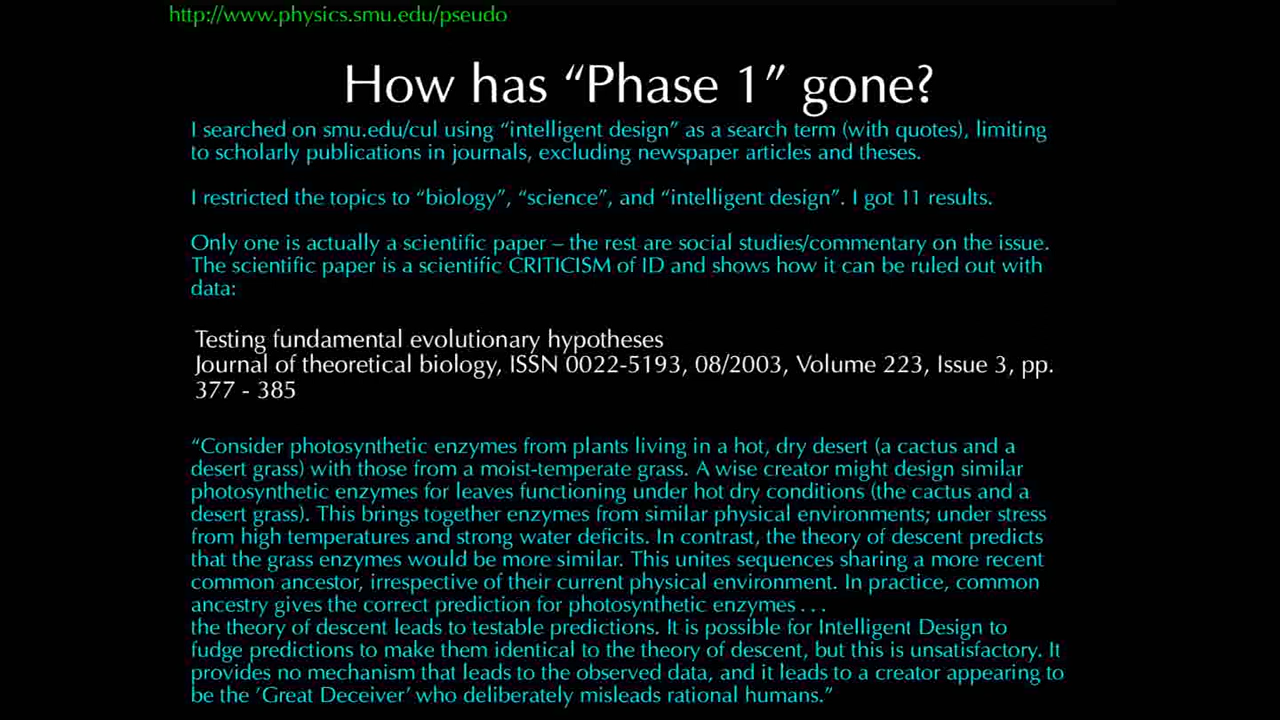 http://www.physics.smu.edu/pseudo
How has “Phase 1” gone?
I searched on smu.edu/cul using “intelligent design” as a search term (with quotes), limiting
to scholarly publications in journals, excluding newspaper articles and theses.
I restricted the topics to “biology”, “science”, and “intelligent design”. I got 11 results.
Only one is actually a scientific paper – the rest are social studies/commentary on the issue.
The scientific paper is a scientific CRITICISM of ID and shows how it can be ruled out with
data:
Testing fundamental evolutionary hypotheses
Journal of theoretical biology, ISSN 0022-5193, 08/2003, Volume 223, Issue 3, pp.
377 - 385
“Consider photosynthetic enzymes from plants living in a hot, dry desert (a cactus and a
desert grass) with those from a moist-temperate grass. A wise creator might design similar
photosynthetic enzymes for leaves functioning under hot dry conditions (the cactus and a
desert grass). This brings together enzymes from similar physical environments; under stress
from high temperatures and strong water deficits. In contrast, the theory of descent predicts
that the grass enzymes would be more similar. This unites sequences sharing a more recent
common ancestor, irrespective of their current physical environment. In practice, common
ancestry gives the correct prediction for photosynthetic enzymes . . .
the theory of descent leads to testable predictions. It is possible for Intelligent Design to
fudge predictions to make them identical to the theory of descent, but this is unsatisfactory. It
provides no mechanism that leads to the observed data, and it leads to a creator appearing to
be the ’Great Deceiver’ who deliberately misleads rational humans.”